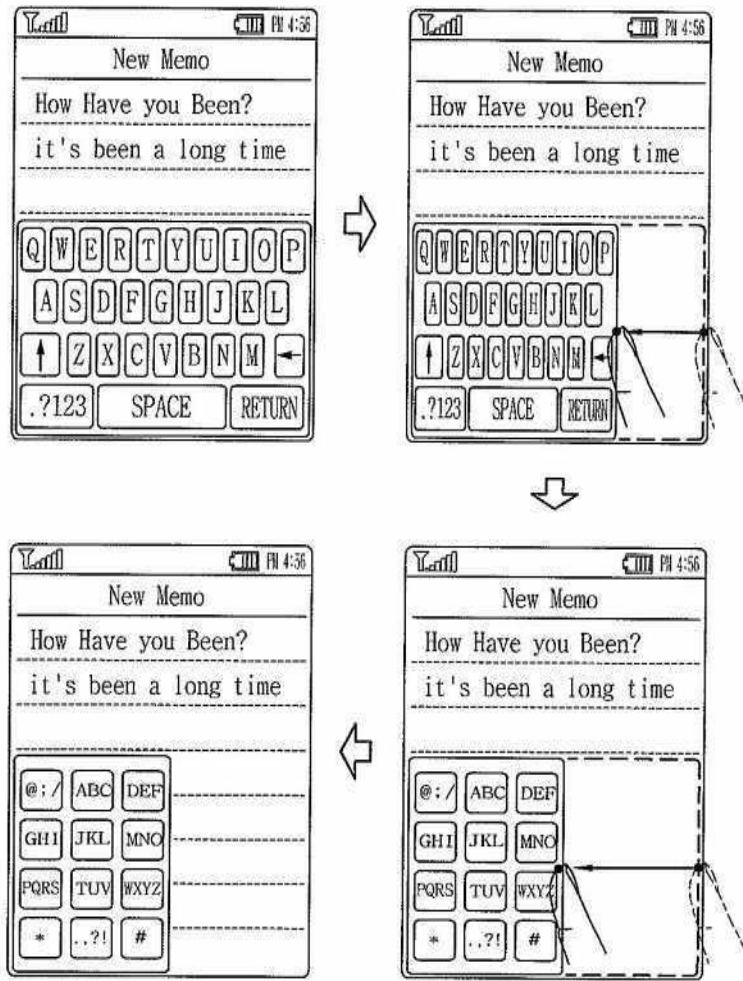 PM 4:56
New Memo
How Have you Been?
it's been a long time
Q W E R T Y U I O P
A S D F G H J K L
Z X C V B N M
.?123 SPACE RETURN
PM 4:56
New Memo
How Have you Been?
it's been a long time
Q W E R T Y U I O P
A S D F G H J K L
Z X C V B N M
.?123 SPACE RETURN
PM 4:56
New Memo
How Have you Been?
it's been a long time
@:/ ABC DEF
GHI JKL MNO
PQRS TUV WXYZ
* .,?! #
PM 4:56
New Memo
How Have you Been?
it's been a long time
@:/ ABC DEF
GHI JKL MNO
PQRS TUV WXYZ
* .,?! #